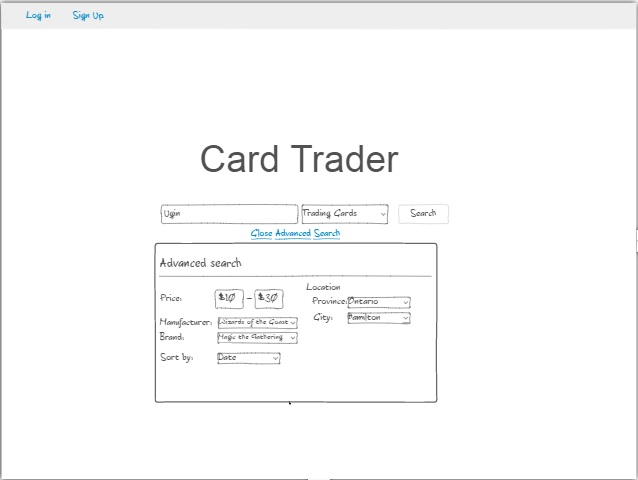 Log in Sign Up
Card Trader
Ugin Trading Cards Search
Close Advanced Search
Advanced search
Location
Price: $10 - $30 Province: Ontario
City: Hamilton
Manufacturer: Wizards of the Coast
Brand: Magic the Gathering
Sort by: Date